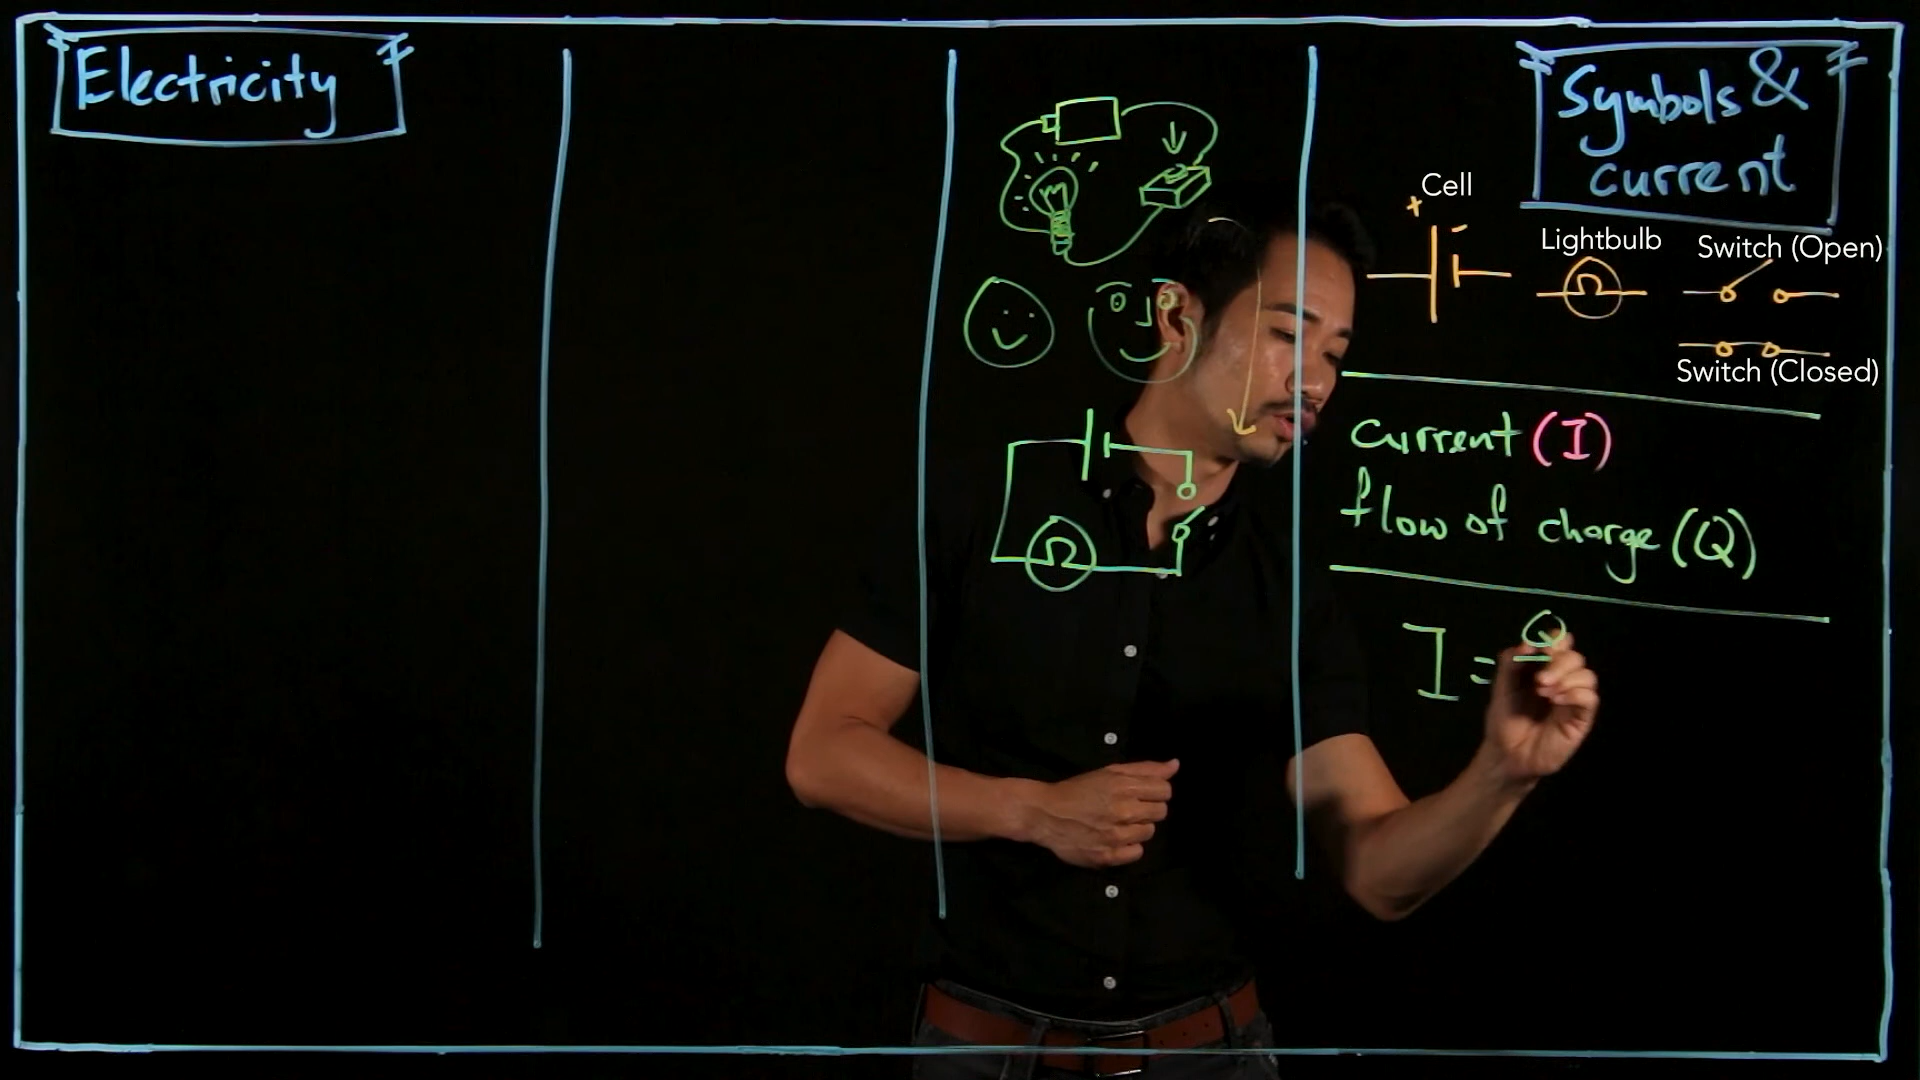 Electricity
Symbols &
current
Cell
+ -
Lightbulb
Switch (Open)
Switch (Closed)
current (I)
flow of charge (Q)
I = Q